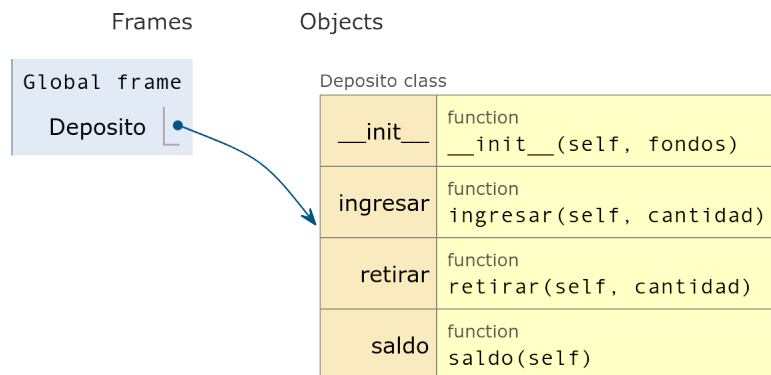 Frames
Objects
Global frame
Deposito
Deposito class
__init__
function
__init__(self, fondos)
ingresar
function
ingresar(self, cantidad)
retirar
function
retirar(self, cantidad)
saldo
function
saldo(self)